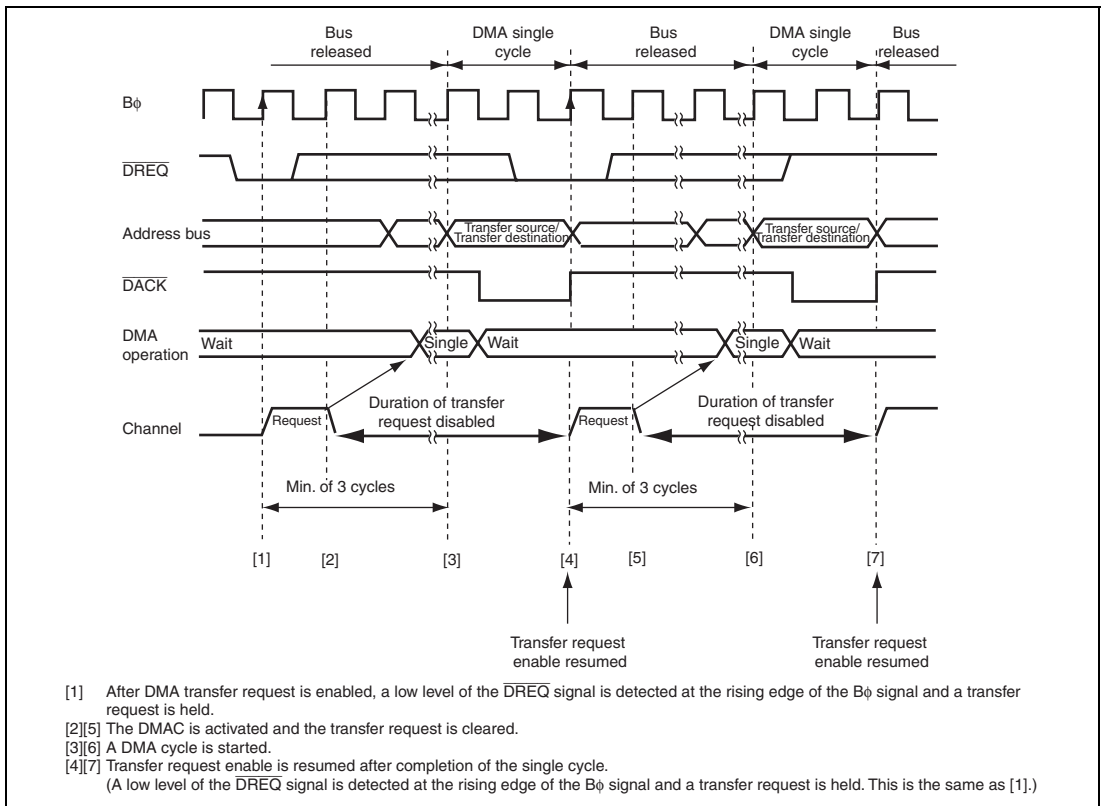 Bus released
DMA single cycle
Bus released
DMA single cycle
Bus released
Bφ
DREQ
Address bus
Transfer source/
Transfer destination
Transfer source/
Transfer destination
DACK
DMA operation
Wait
Single
Wait
Single
Wait
Channel
Request
Duration of transfer
request disabled
Request
Duration of transfer
request disabled
Min. of 3 cycles
Min. of 3 cycles
[1] [2] [3] [4] [5] [6] [7]
Transfer request
enable resumed
Transfer request
enable resumed
[1] After DMA transfer request is enabled, a low level of the DREQ signal is detected at the rising edge of the Bφ signal and a transfer
request is held.
[2][5] The DMAC is activated and the transfer request is cleared.
[3][6] A DMA cycle is started.
[4][7] Transfer request enable is resumed after completion of the single cycle.
(A low level of the DREQ signal is detected at the rising edge of the Bφ signal and a transfer request is held. This is the same as [1].)